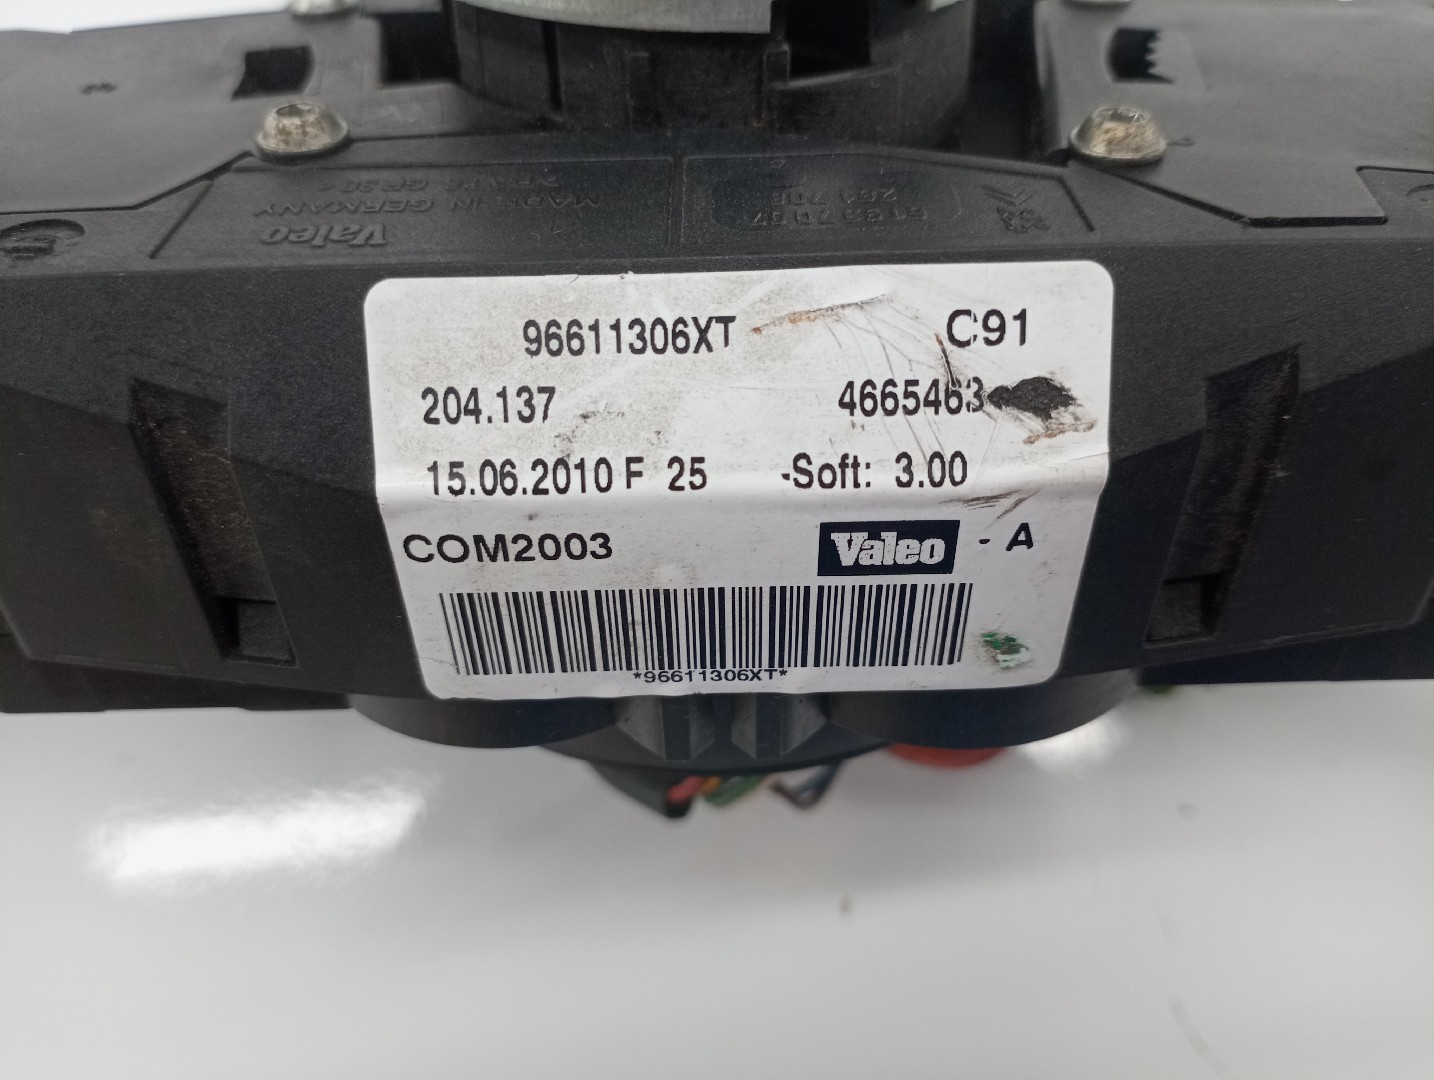 Valeo
MADE IN GERMANY
96611306XT C91
204.137 4665463
15.06.2010 F 25 -Soft: 3.00
COM2003 Valeo - A
*96611306XT*